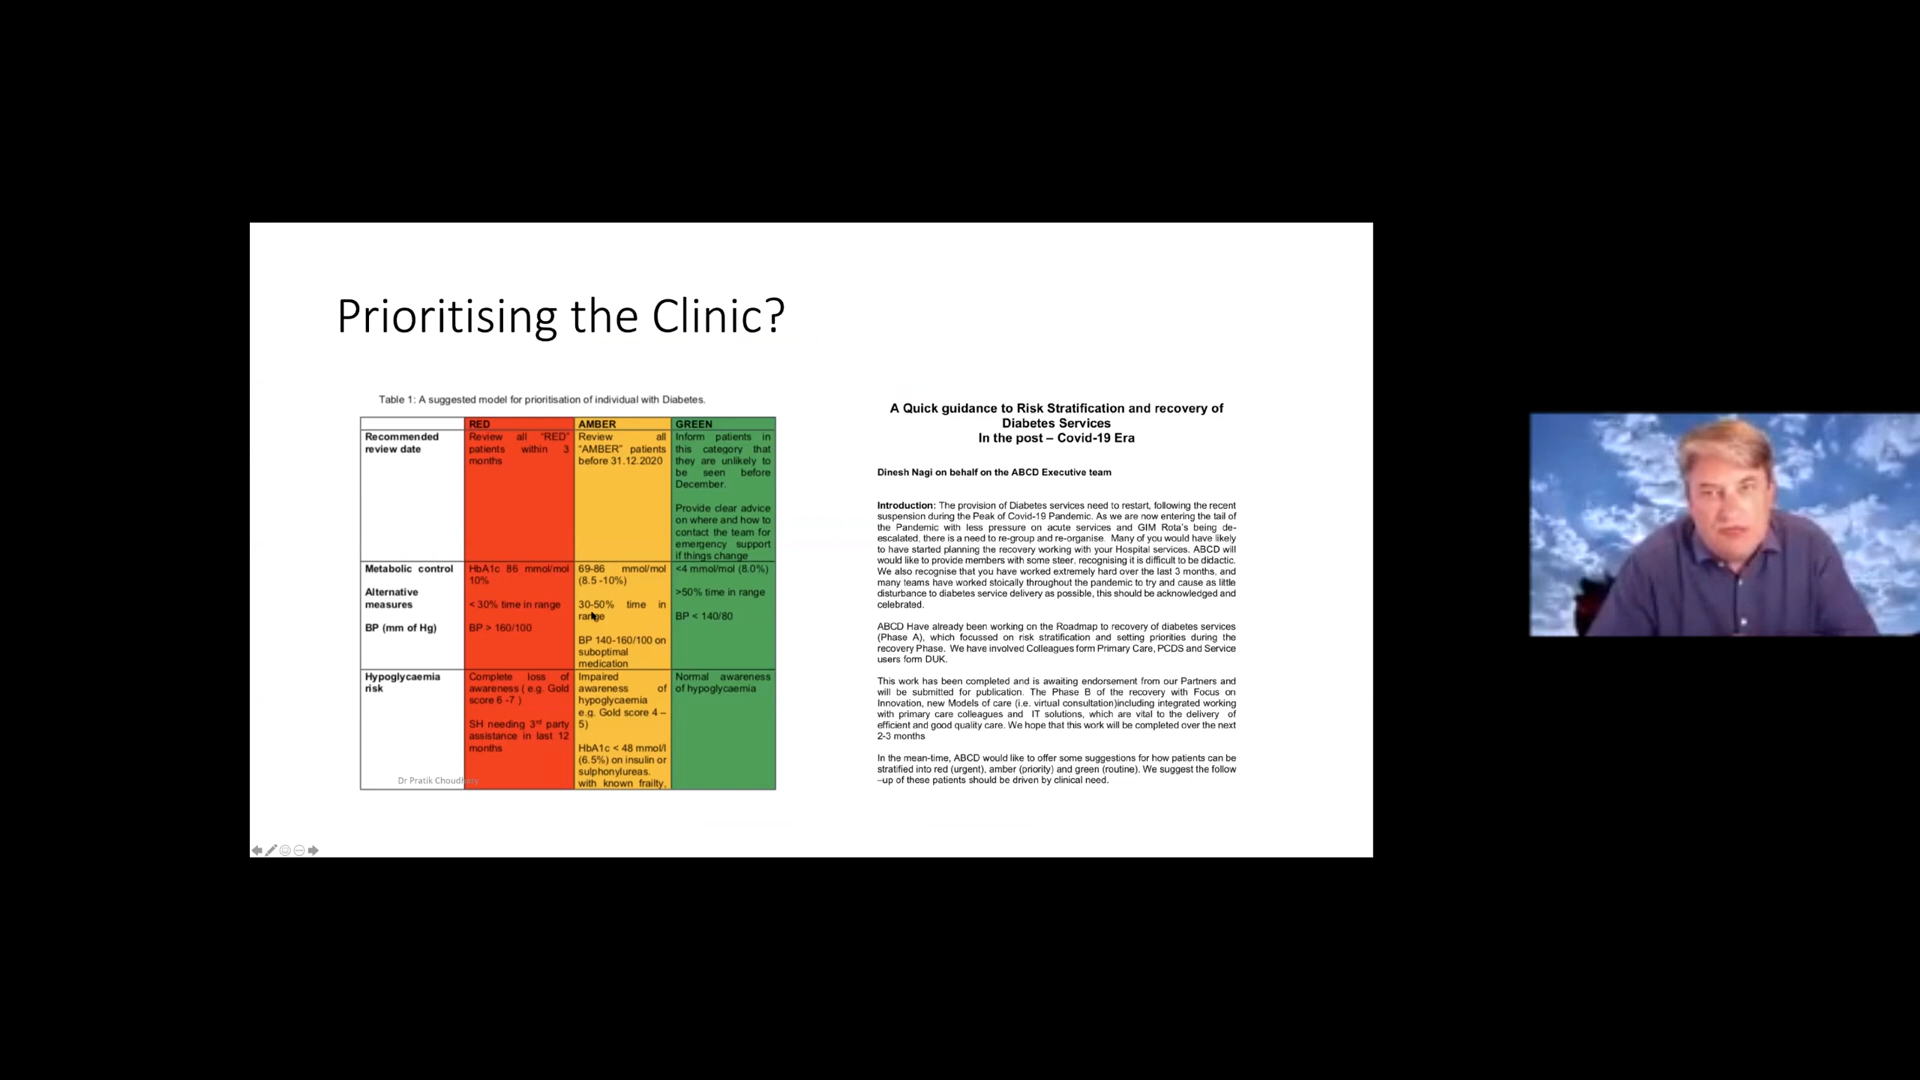 Prioritising the Clinic?
Table 1: A suggested model for prioritisation of individual with Diabetes.
RED
AMBER
GREEN
Recommended
review date
Review all "RED"
patients within 3
months
Review all
"AMBER" patients
before 31.12.2020
Inform patients in
this category that
they are unlikely to
be seen before
December.
Provide clear advice
on where and how to
contact the team for
emergency support
if things change
Metabolic control
Alternative
measures
BP (mm of Hg)
HbA1c 86 mmol/mol
10%
< 30% time in range
BP > 160/100
69-86 mmol/mol
(8.5 -10%)
30-50% time in
range
BP 140-160/100 on
suboptimal
medication
<4 mmol/mol (8.0%)
>50% time in range
BP < 140/80
Hypoglycaemia
risk
Complete loss of
awareness ( e.g. Gold
score 6 -7 )
SH needing 3rd party
assistance in last 12
months
Impaired
awareness of
hypoglycaemia
e.g. Gold score 4 –
5)
HbA1c < 48 mmol/l
(6.5%) on insulin or
sulphonylureas.
with known frailty,
Normal awareness
of hypoglycaemia
Dr Pratik
A Quick guidance to Risk Stratification and recovery of
Diabetes Services
In the post – Covid-19 Era
Dinesh Nagi on behalf on the ABCD Executive team
Introduction: The provision of Diabetes services need to restart, following the recent
suspension during the Peak of Covid-19 Pandemic. As we are now entering the tail of
the Pandemic with less pressure on acute services and GIM Rota's being de-
escalated, there is a need to re-group and re-organise. Many of you would have likely
to have started planning the recovery working with your Hospital services. ABCD will
would like to provide members with some steer, recognising it is difficult to be didactic.
We also recognise that you have worked extremely hard over the last 3 months, and
many teams have worked stoically throughout the pandemic to try and cause as little
disturbance to diabetes service delivery as possible, this should be acknowledged and
celebrated.
ABCD Have already been working on the Roadmap to recovery of diabetes services
(Phase A), which focussed on risk stratification and setting priorities during the
recovery Phase. We have involved Colleagues form Primary Care, PCDS and Service
users form DUK.
This work has been completed and is awaiting endorsement from our Partners and
will be submitted for publication. The Phase B of the recovery with Focus on
Innovation, new Models of care (i.e. virtual consultation)including integrated working
with primary care colleagues and IT solutions, which are vital to the delivery of
efficient and good quality care. We hope that this work will be completed over the next
2-3 months
In the mean-time, ABCD would like to offer some suggestions for how patients can be
stratified into red (urgent), amber (priority) and green (routine). We suggest the follow
–up of these patients should be driven by clinical need.